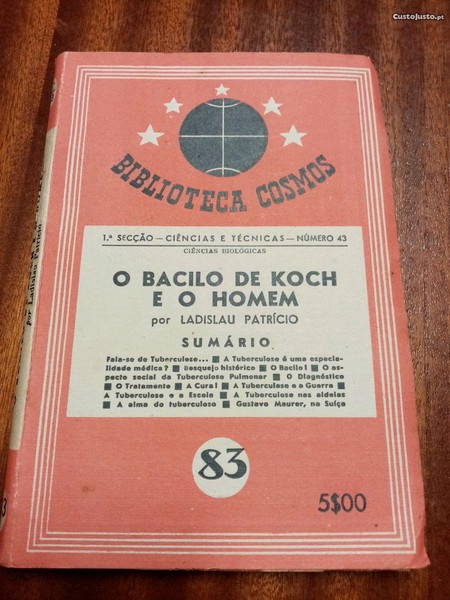 CustoJusto.pt
BIBLIOTECA COSMOS
1.ª SECÇÃO — CIÊNCIAS E TÉCNICAS — NÚMERO 43
CIÊNCIAS BIOLÓGICAS
O BACILO DE KOCH
E O HOMEM
por LADISLAU PATRÍCIO
SUMÁRIO
Fala-se de Tuberculose... ■ A Tuberculose é uma especia-
lidade médica? ■ Bosquejo histórico ■ O Bacilo! ■ O as-
pecto social da Tuberculose Pulmonar ■ O Diagnóstico
■ O Tratamento ■ A Cura! ■ A Tuberculose e a Guerra ■
A Tuberculose e a Escola ■ A Tuberculose nas aldeias
■ A alma do tuberculoso ■ Gustavo Maurer, na Suíça
83
5$00
por Ladislau Patrício